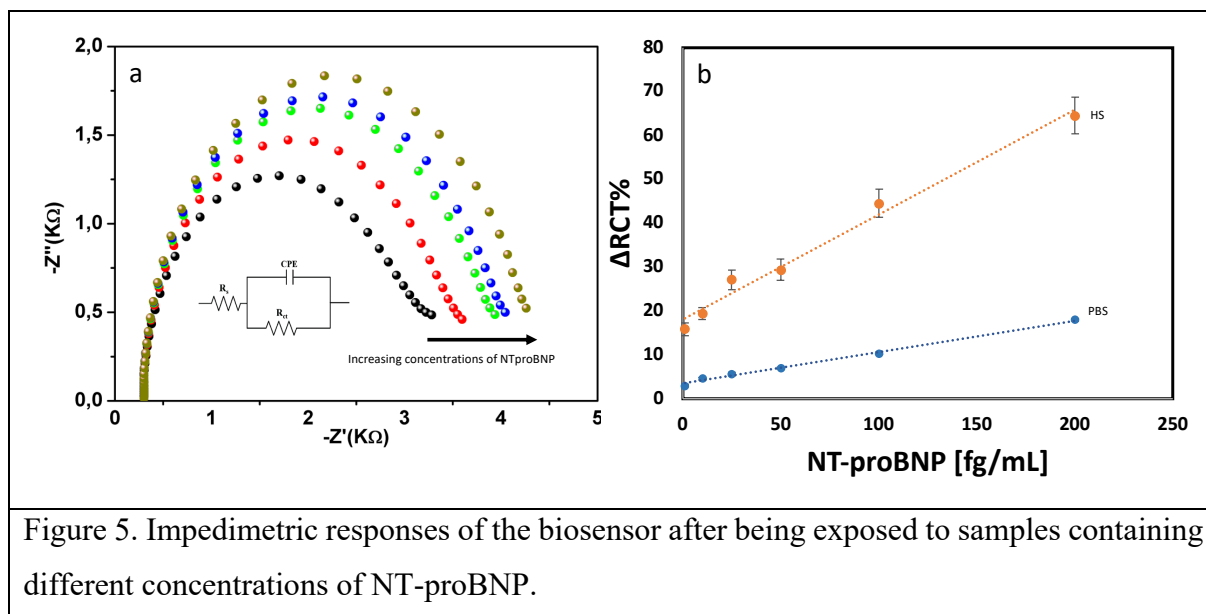 a
2,0
1,5
1,0
0,5
0,0
-Z''(KΩ)
CPE
Rs
Rct
Increasing concentrations of NTproBNP
0 1 2 3 4 5
-Z'(KΩ)
b
80
70
60
50
40
30
20
10
0
ΔRCT%
HS
PBS
0 50 100 150 200 250
NT-proBNP [fg/mL]
Figure 5. Impedimetric responses of the biosensor after being exposed to samples containing
different concentrations of NT-proBNP.